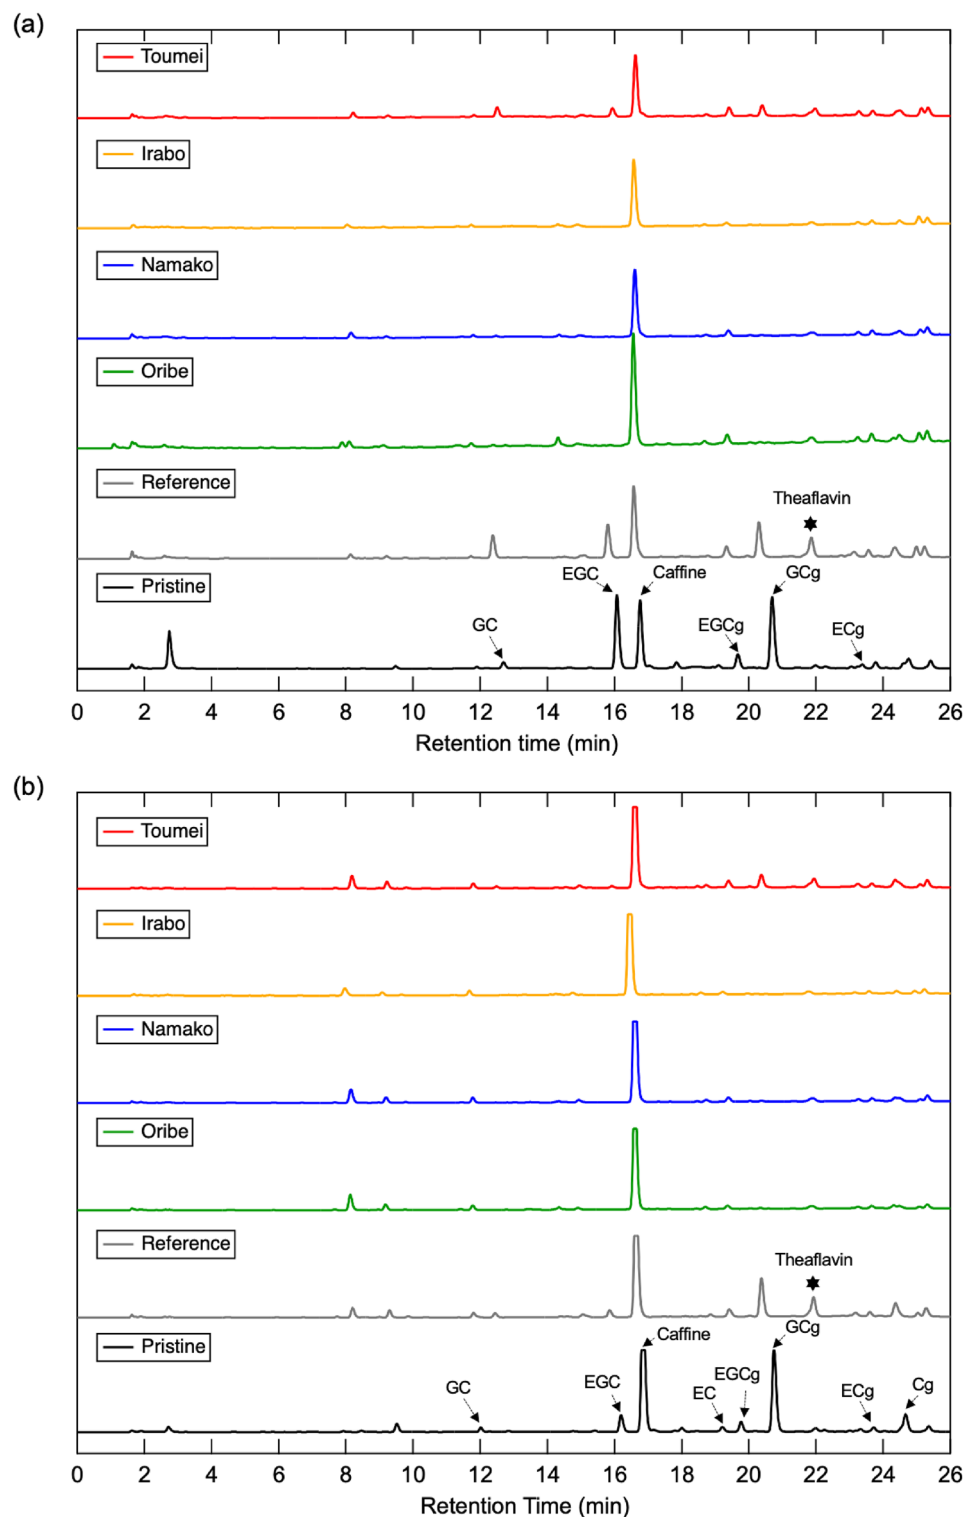 (a)
Toumei
Irabo
Namako
Oribe
Reference
Theaflavin
Pristine
EGC
Caffine
GCg
GC
EGCg
ECg
0 2 4 6 8 10 12 14 16 18 20 22 24 26
Retention time (min)
(b)
Toumei
Irabo
Namako
Oribe
Reference
Theaflavin
Pristine
Caffine
GCg
GC
EGC
EC
EGCg
ECg
Cg
0 2 4 6 8 10 12 14 16 18 20 22 24 26
Retention Time (min)